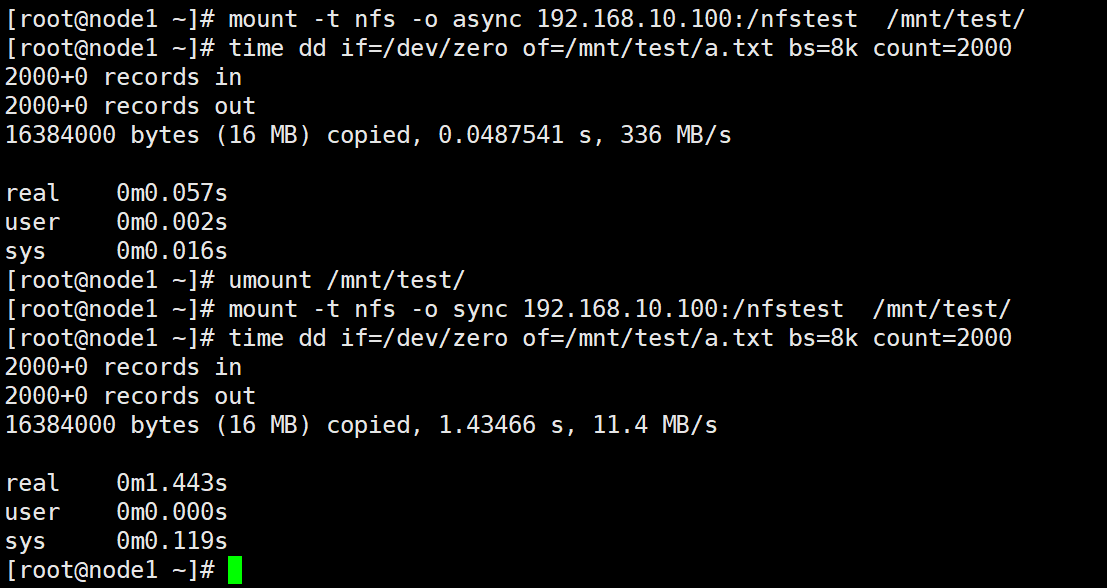 [root@node1 ~]# mount -t nfs -o async 192.168.10.100:/nfstest  /mnt/test/
[root@node1 ~]# time dd if=/dev/zero of=/mnt/test/a.txt bs=8k count=2000
2000+0 records in
2000+0 records out
16384000 bytes (16 MB) copied, 0.0487541 s, 336 MB/s

real    0m0.057s
user    0m0.002s
sys     0m0.016s
[root@node1 ~]# umount /mnt/test/
[root@node1 ~]# mount -t nfs -o sync 192.168.10.100:/nfstest  /mnt/test/
[root@node1 ~]# time dd if=/dev/zero of=/mnt/test/a.txt bs=8k count=2000
2000+0 records in
2000+0 records out
16384000 bytes (16 MB) copied, 1.43466 s, 11.4 MB/s

real    0m1.443s
user    0m0.000s
sys     0m0.119s
[root@node1 ~]#